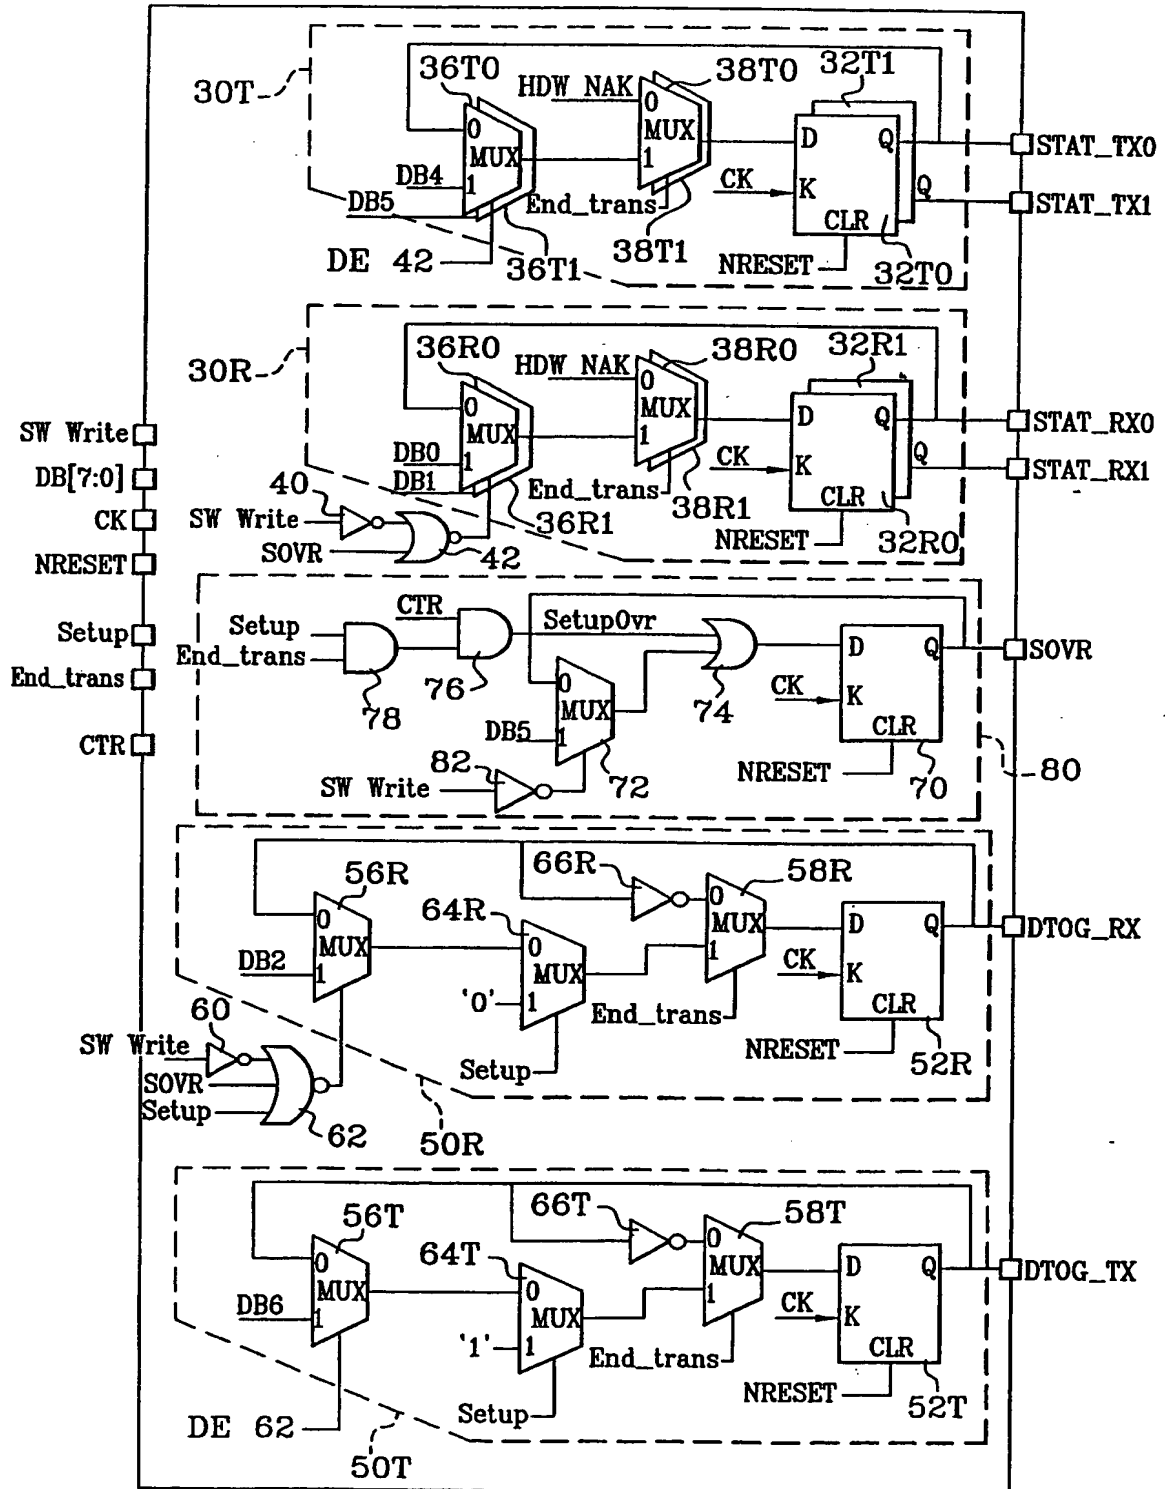 30T
36T0
HDW_NAK
38T0
32T1
0
MUX
1
0
MUX
1
D
Q
K
CLR
Q
DB4
DB5
CK
End_trans
DE 42
36T1
38T1
NRESET
32T0
STAT_TX0
STAT_TX1
30R
36R0
HDW_NAK
38R0
32R1
0
MUX
1
0
MUX
1
D
Q
K
CLR
Q
DB0
DB1
CK
End_trans
40
SW Write
SOVR
42
36R1
38R1
NRESET
32R0
STAT_RX0
STAT_RX1
SW Write
DB[7:0]
CK
NRESET
Setup
End_trans
CTR
CTR
Setup
End_trans
78
76
SetupOvr
0
MUX
1
DB5
72
82
SW Write
74
D
Q
CK
K
CLR
NRESET
70
80
SOVR
56R
0
MUX
1
DB2
64R
0
MUX
1
'0'
66R
58R
0
MUX
1
End_trans
D
Q
CK
K
CLR
NRESET
52R
DTOG_RX
60
SW Write
SOVR
Setup
62
Setup
50R
56T
0
MUX
1
DB6
64T
0
MUX
1
'1'
66T
58T
0
MUX
1
End_trans
D
Q
CK
K
CLR
NRESET
52T
DTOG_TX
DE 62
Setup
50T